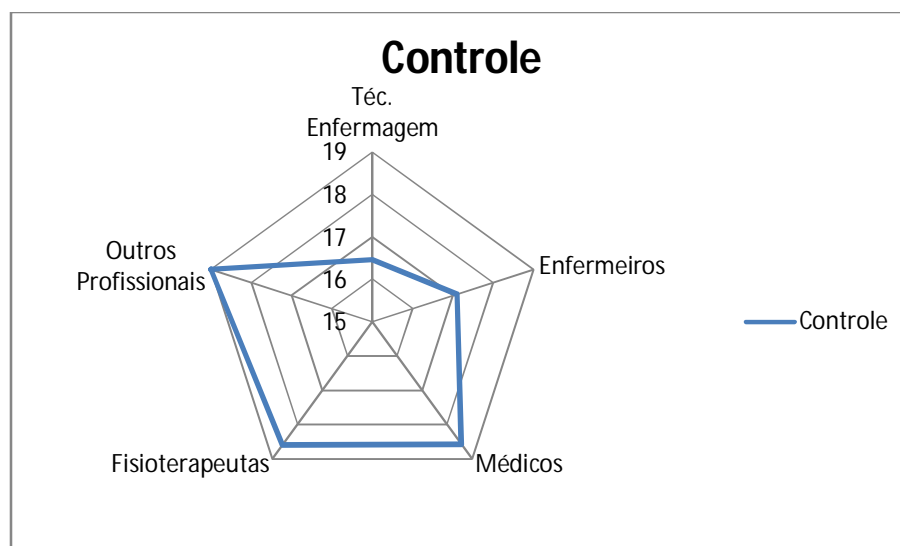 Controle
Téc.
Enfermagem
19
18
17
16
15
Enfermeiros
Médicos
Fisioterapeutas
Outros
Profissionais
Controle